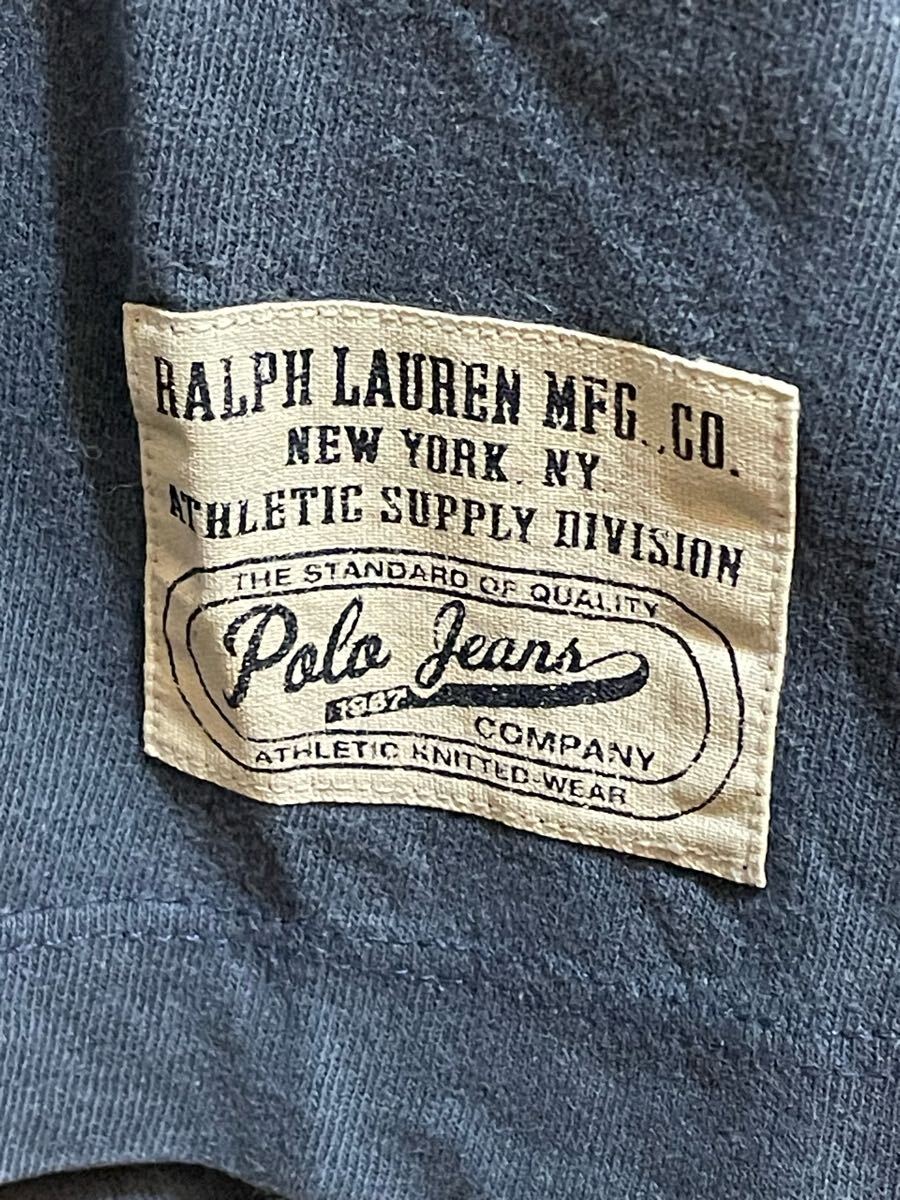 RALPH LAUREN MFG., CO.
NEW YORK, NY.
ATHLETIC SUPPLY DIVISION
THE STANDARD OF QUALITY
Polo Jeans
1967
COMPANY
ATHLETIC KNITTED-WEAR